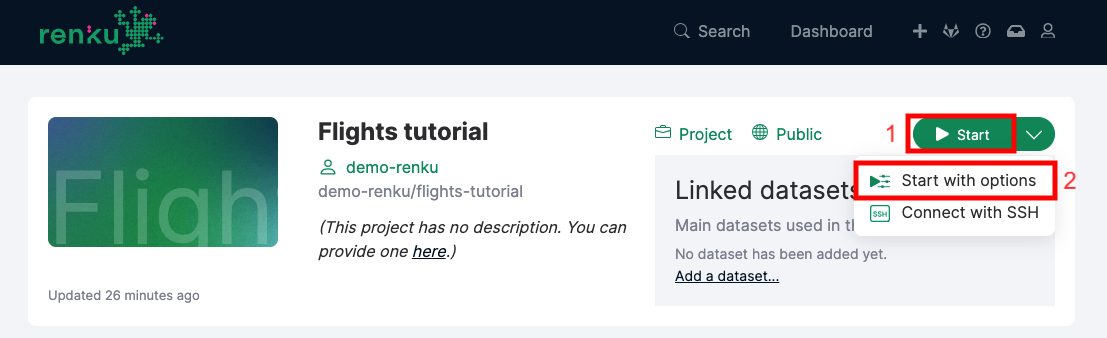 renku
Search
Dashboard
Flight
Updated 26 minutes ago
Flights tutorial
demo-renku
demo-renku/flights-tutorial
(This project has no description. You can
provide one here.)
Project
Public
1
Start
Start with options
2
SSH
Connect with SSH
Linked datasets
Main datasets used in th
No dataset has been added yet.
Add a dataset...